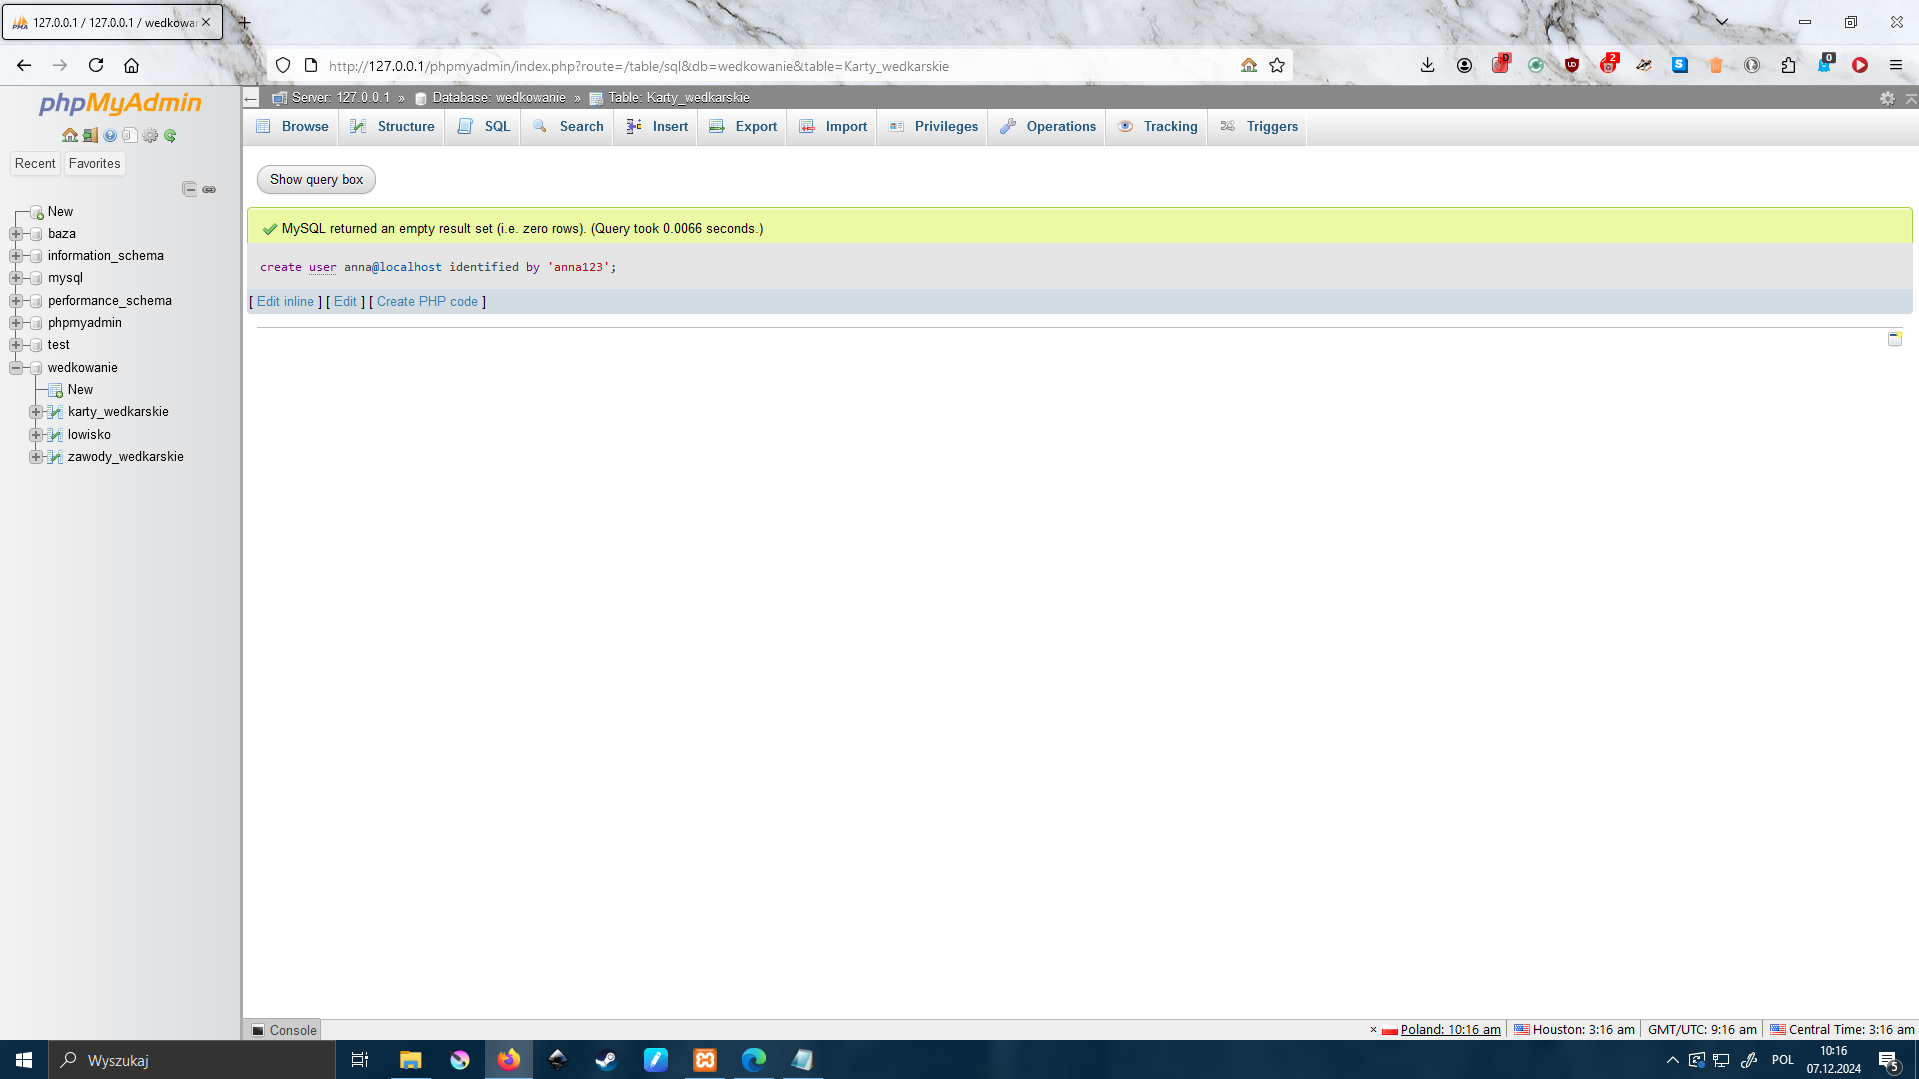 127.0.0.1 / 127.0.0.1 / wedkowar
http://127.0.0.1/phpmyadmin/index.php?route=/table/sql&db=wedkowanie&table=Karty_wedkarskie
D
UD
2
S
0
phpMyAdmin
Recent
Favorites
New
baza
information_schema
mysql
performance_schema
phpmyadmin
test
wedkowanie
New
karty_wedkarskie
lowisko
zawody_wedkarskie
Server: 127.0.0.1 » Database: wedkowanie » Table: Karty_wedkarskie
Browse Structure SQL Search Insert Export Import Privileges Operations Tracking Triggers
Show query box
MySQL returned an empty result set (i.e. zero rows). (Query took 0.0066 seconds.)
create user anna@localhost identified by 'anna123';
[ Edit inline ] [ Edit ] [ Create PHP code ]
Console
× Poland: 10:16 am Houston: 3:16 am GMT/UTC: 9:16 am Central Time: 3:16 am
Wyszukaj
POL
10:16
07.12.2024
5